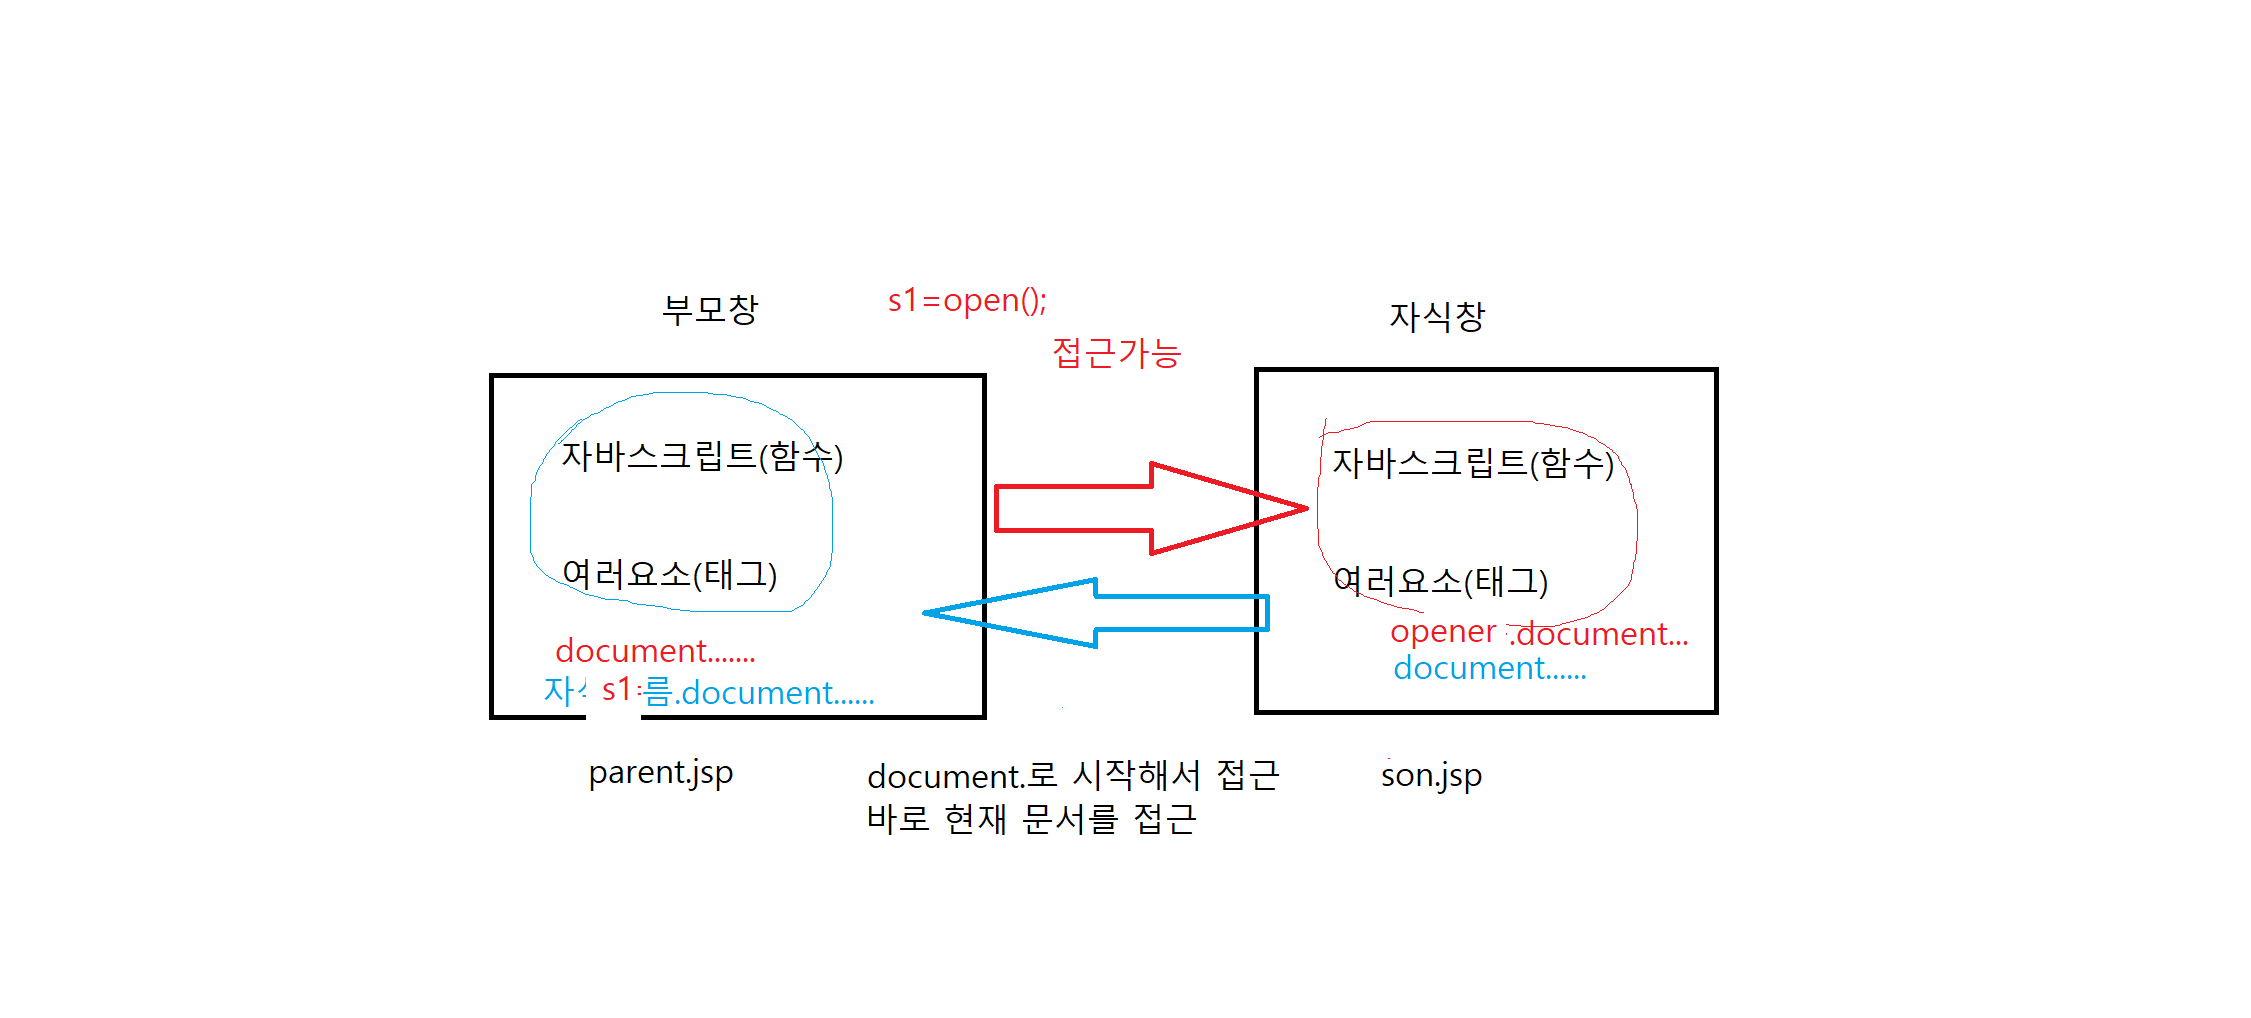 부모창
s1=open();
자식창
접근가능
자바스크립트(함수)
자바스크립트(함수)
여러요소(태그)
여러요소(태그)
document.......
opener .document...
s1 름.document......
document......
parent.jsp
document.로 시작해서 접근
바로 현재 문서를 접근
son.jsp